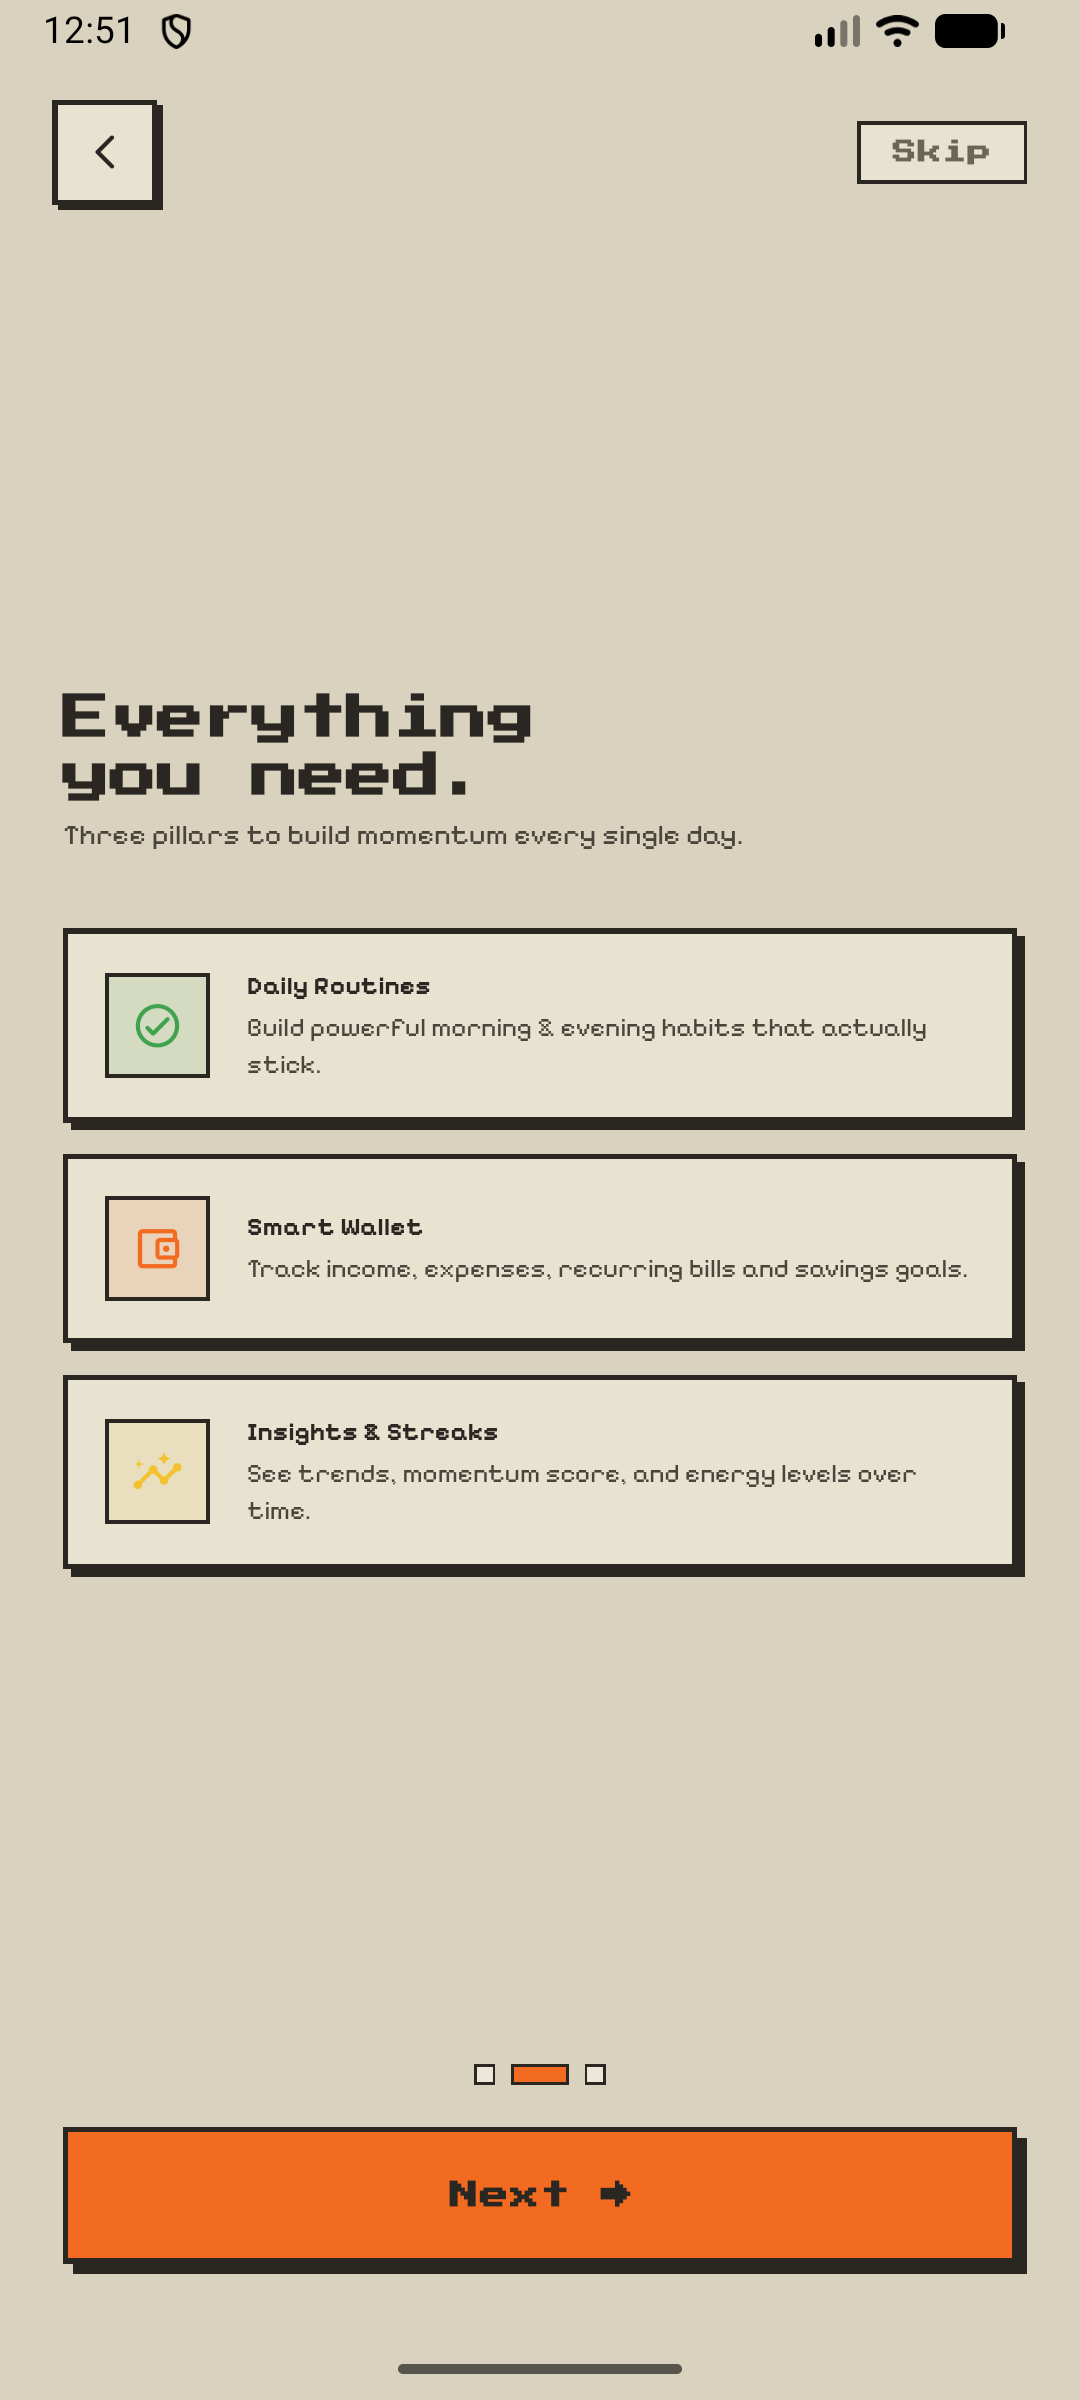 12:51
Skip
Everything
you need.
Three pillars to build momentum every single day.
Daily Routines
Build powerful morning & evening habits that actually
stick.
Smart Wallet
Track income, expenses, recurring bills and savings goals.
Insights & Streaks
See trends, momentum score, and energy levels over
time.
Next →